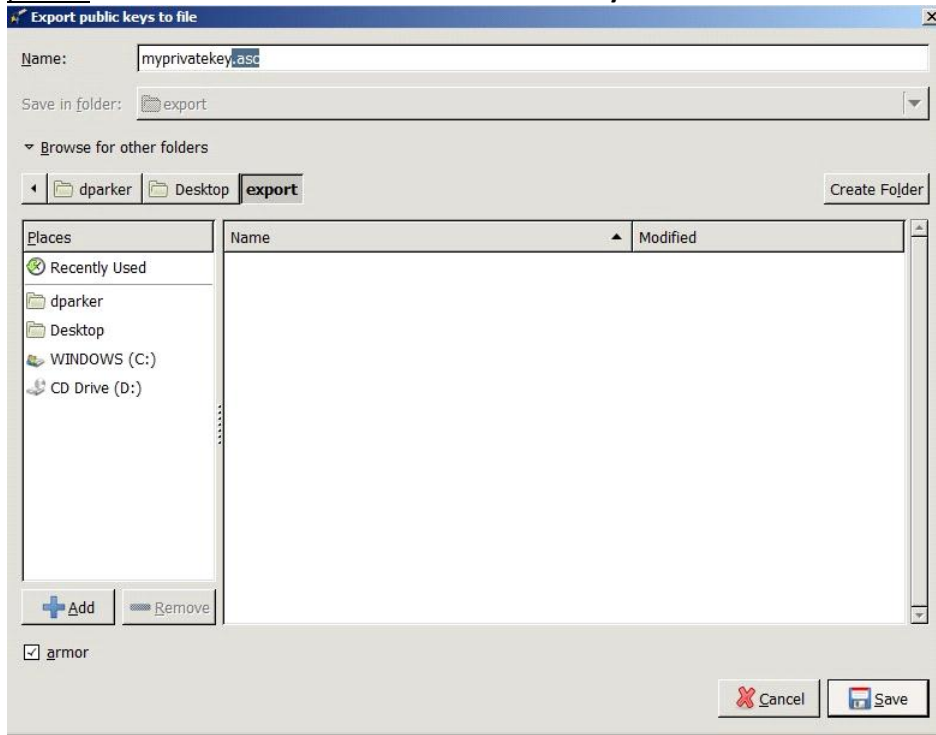 Export public keys to file
Name: myprivatekey.asc
Save in folder: export
Browse for other folders
dparker Desktop export Create Folder
Places Name Modified
Recently Used
dparker
Desktop
WINDOWS (C:)
CD Drive (D:)
Add Remove
armor
Cancel Save